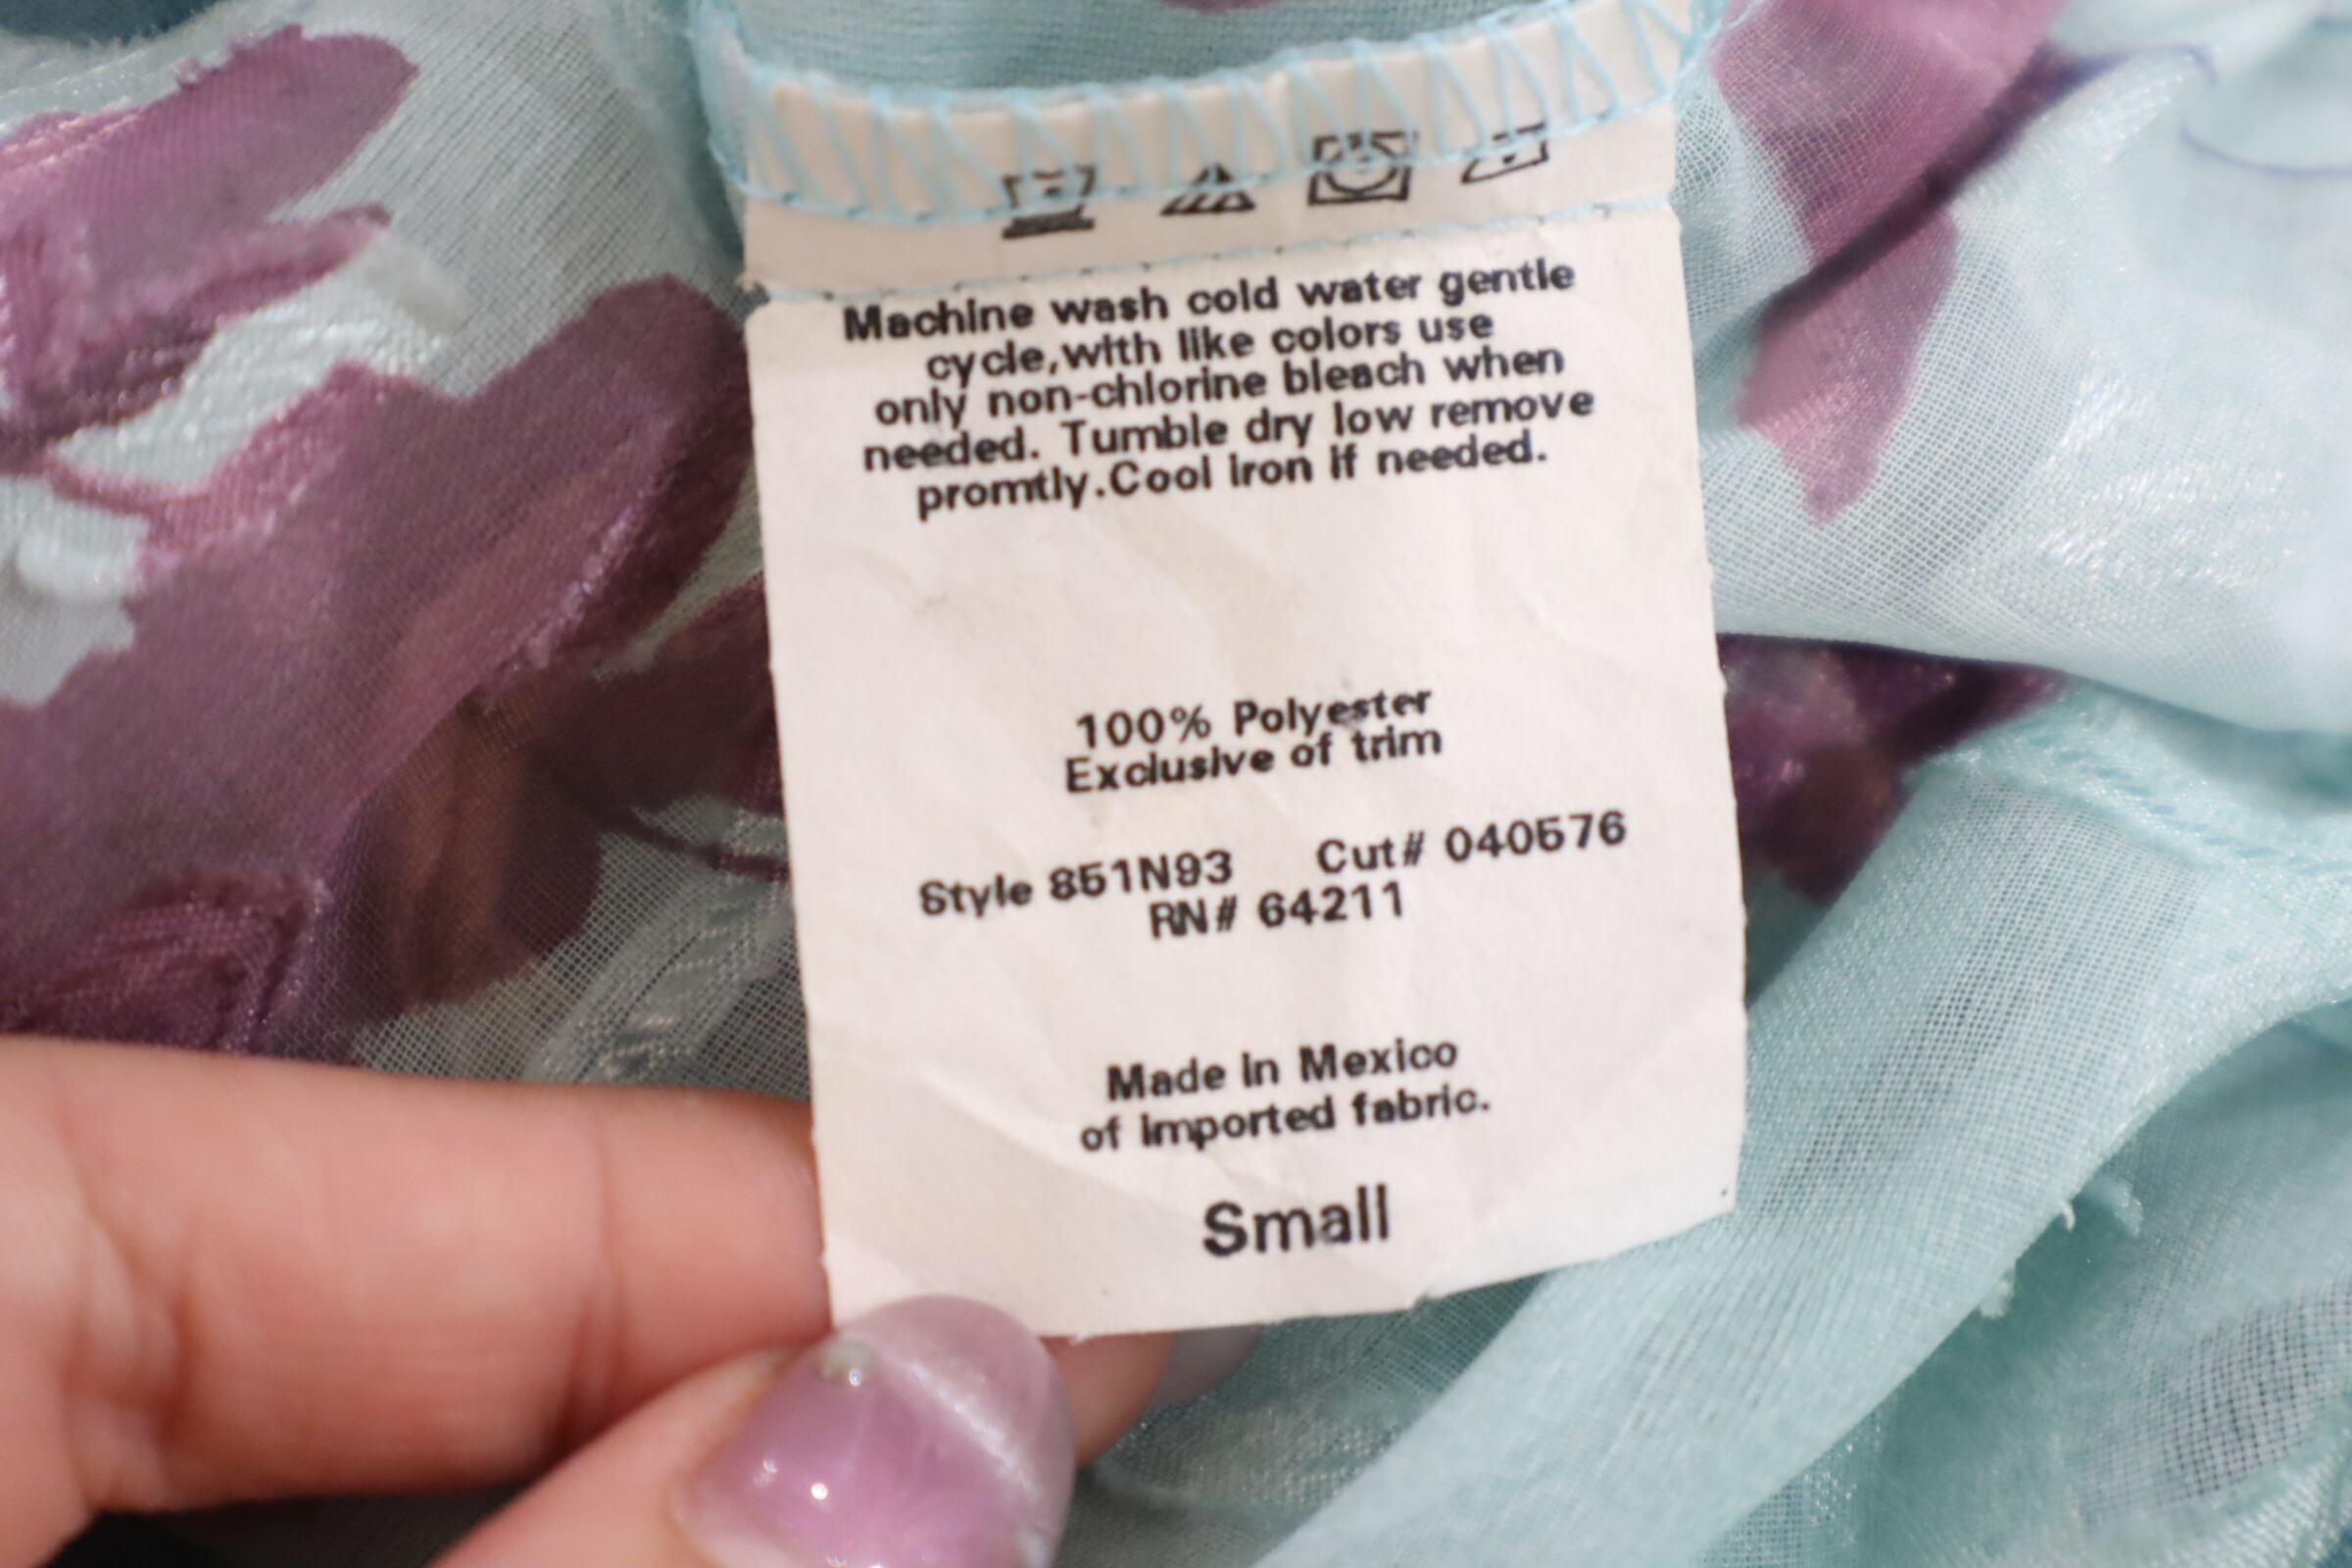 Machine wash cold water gentle
cycle,with like colors use
only non-chlorine bleach when
needed. Tumble dry low remove
promtly.Cool iron if needed.
100% Polyester
Exclusive of trim
Style 851N93 Cut# 040576
RN# 64211
Made in Mexico
of imported fabric.
Small